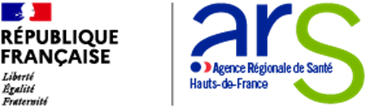 RÉPUBLIQUE
FRANÇAISE
Liberté
Égalité
Fraternité
ars
Agence Régionale de Santé
Hauts-de-France